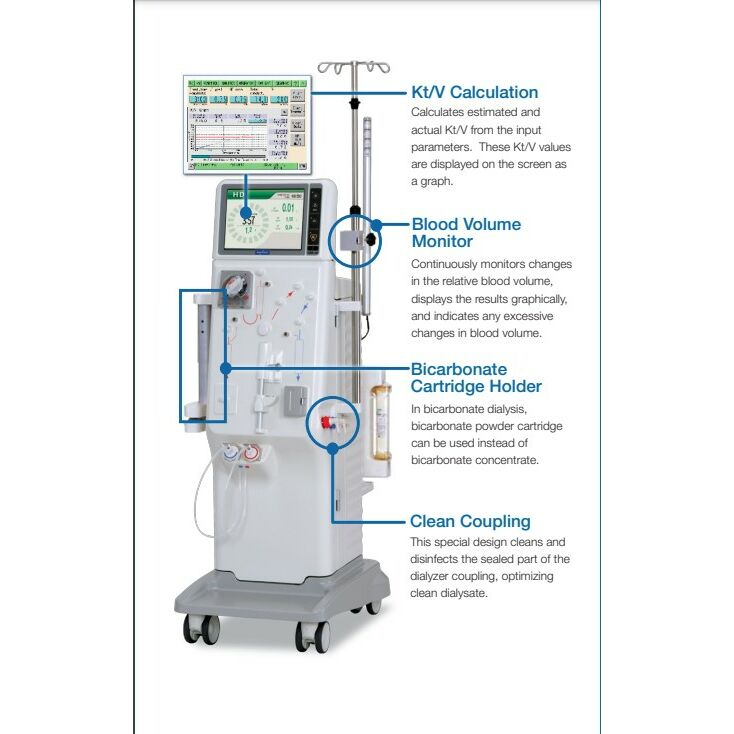 Kt/V Calculation
Calculates estimated and
actual Kt/V from the input
parameters. These Kt/V values
are displayed on the screen as
a graph.
HD
0.01
3.57
Blood Volume
Monitor
Continuously monitors changes
in the relative blood volume,
displays the results graphically,
and indicates any excessive
changes in blood volume.
Bicarbonate
Cartridge Holder
In bicarbonate dialysis,
bicarbonate powder cartridge
can be used instead of
bicarbonate concentrate.
Clean Coupling
This special design cleans and
disinfects the sealed part of the
dialyzer coupling, optimizing
clean dialysate.